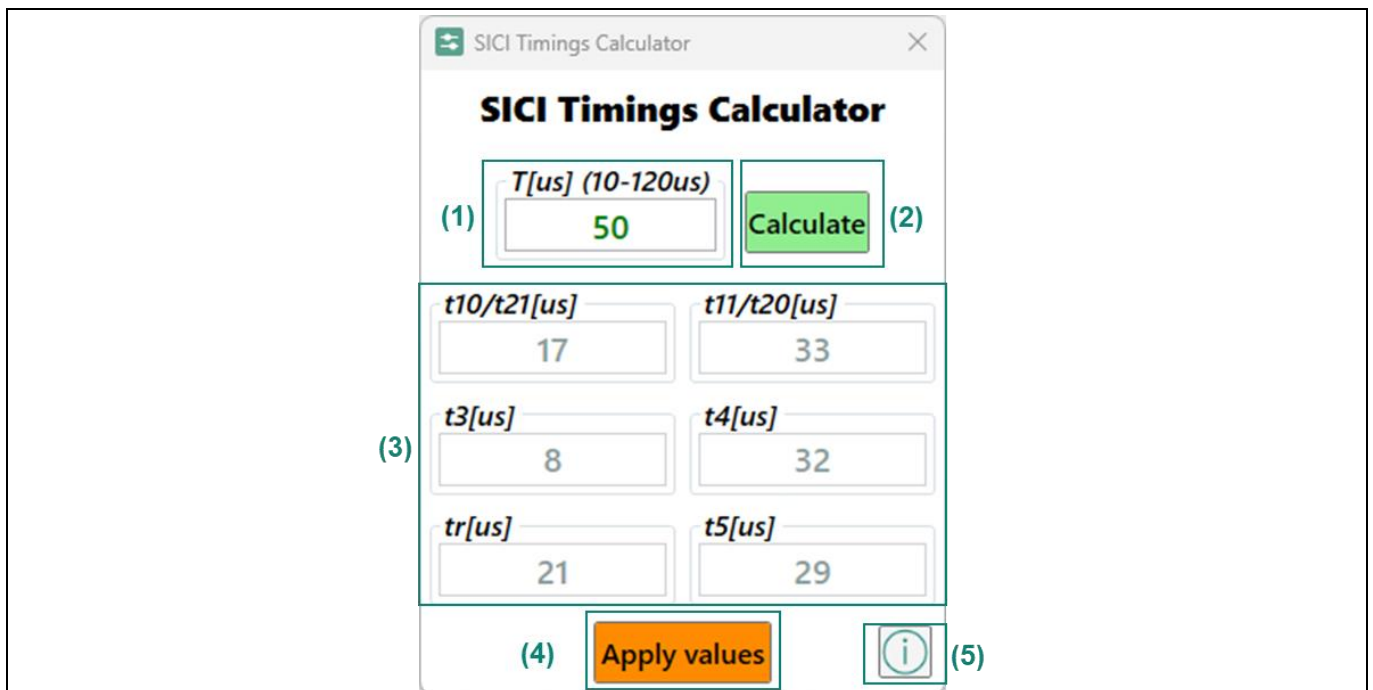 SICI Timings Calculator
SICI Timings Calculator
T[us] (10-120us)
(1) 50 Calculate (2)
t10/t21[us] t11/t20[us]
17 33
t3[us] t4[us]
(3) 8 32
tr[us] t5[us]
21 29
(4) Apply values i (5)